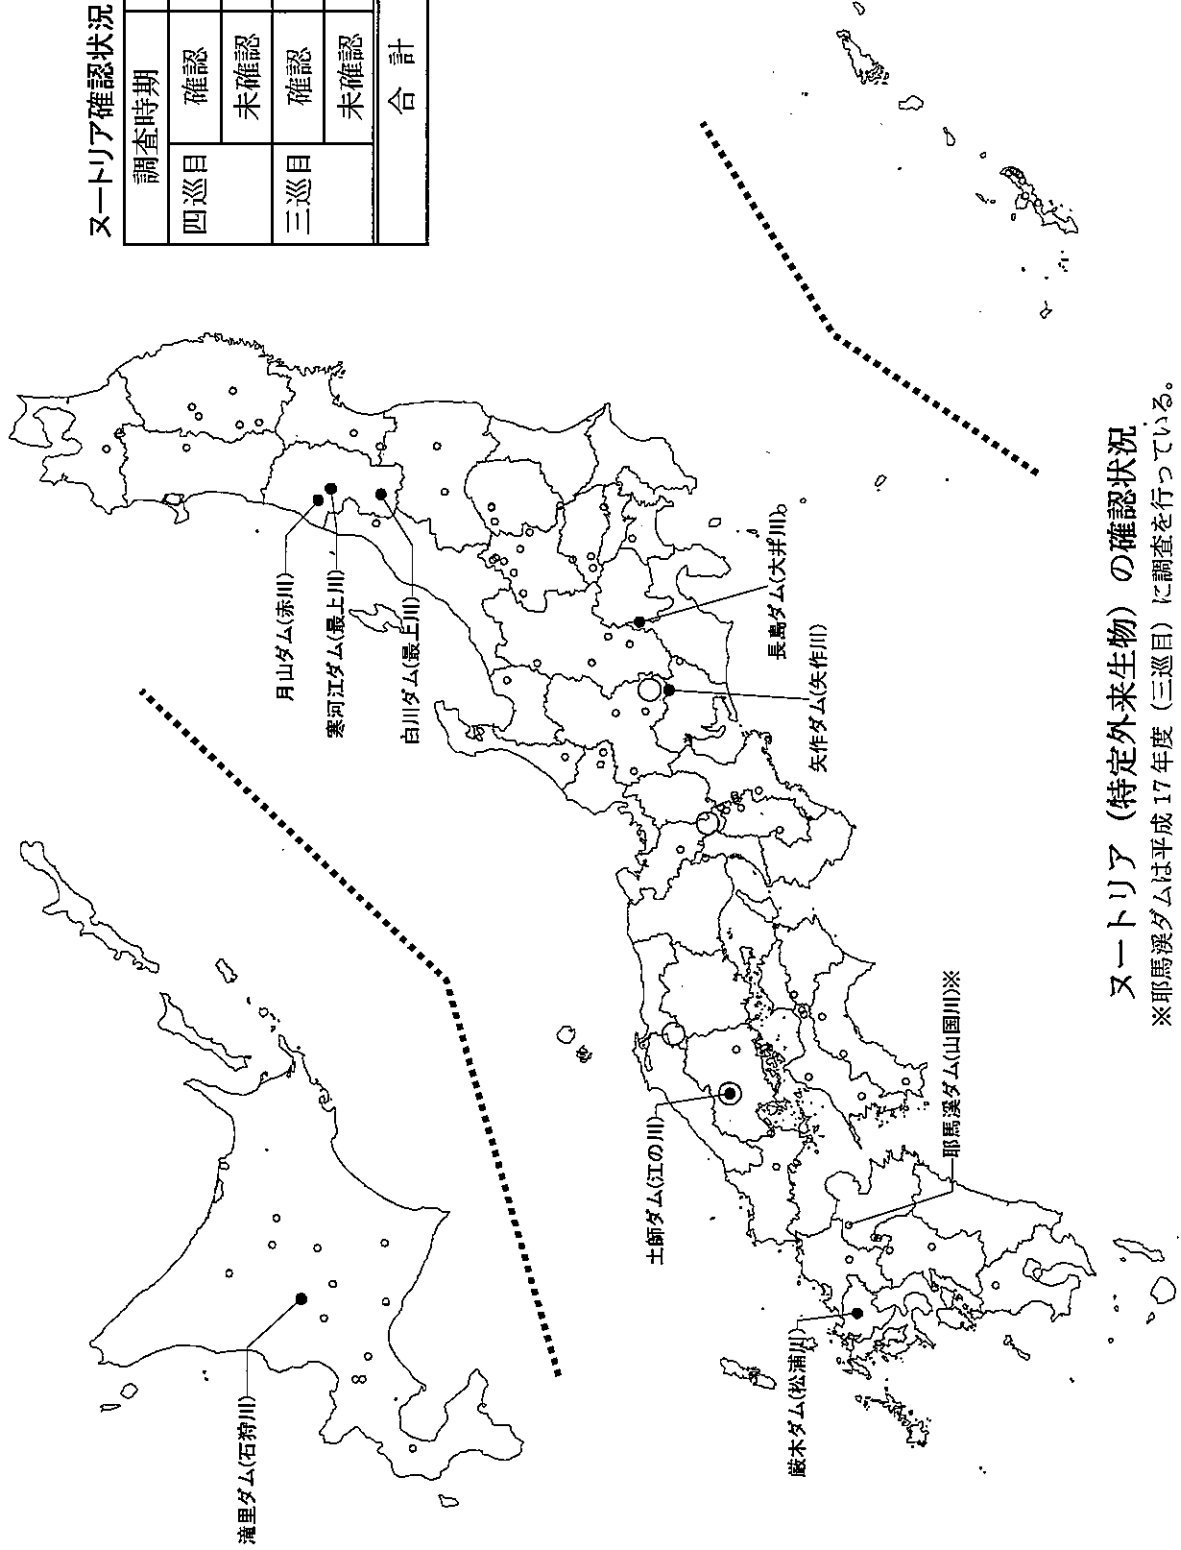 ヌートリア確認状況
調査時期
四巡目
確認
未確認
三巡目
確認
未確認
合計
月山ダム(赤川)
寒河江ダム(最上川)
白川ダム(最上川)
長島ダム(大井川)
矢作ダム(矢作川)
滝里ダム(石狩川)
土師ダム(江の川)
耶馬渓ダム(山国川)※
厳木ダム(松浦川)
ヌートリア（特定外来生物）の確認状況
※耶馬渓ダムは平成17年度（三巡目）に調査を行っている。